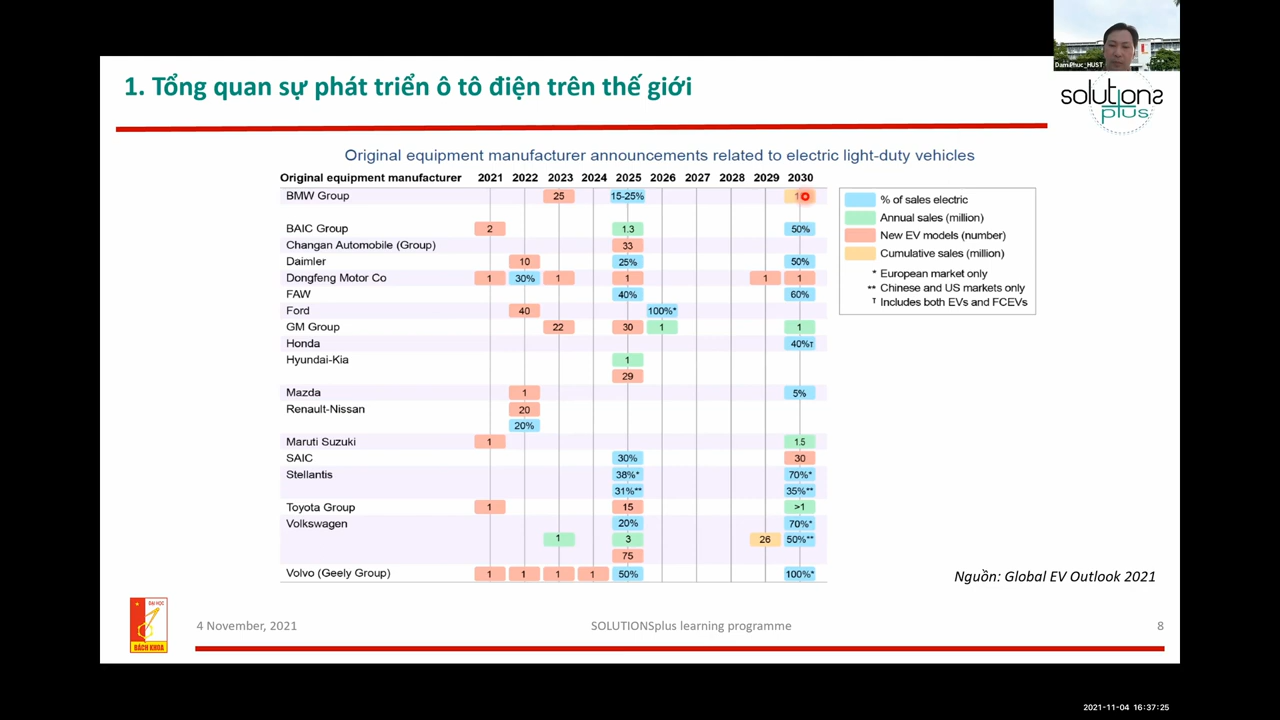 Dam Phuc_HUST
1. Tổng quan sự phát triển ô tô điện trên thế giới
solutions
plus
Original equipment manufacturer announcements related to electric light-duty vehicles
Original equipment manufacturer 2021 2022 2023 2024 2025 2026 2027 2028 2029 2030
BMW Group 25 15-25%
BAIC Group 2 1.3 50%
Changan Automobile (Group) 33
Daimler 10 25% 50%
Dongfeng Motor Co 1 30% 1 1 1 1
FAW 40% 60%
Ford 40 100%*
GM Group 22 30 1 1
Honda 40%т
Hyundai-Kia 1
29
Mazda 1 5%
Renault-Nissan 20
20%
Maruti Suzuki 1 1.5
SAIC 30% 30
Stellantis 38%* 70%*
31%** 35%**
Toyota Group 1 15 >1
Volkswagen 20% 70%*
1 3 26 50%**
75
Volvo (Geely Group) 1 1 1 1 50% 100%*
% of sales electric
Annual sales (million)
New EV models (number)
Cumulative sales (million)
* European market only
** Chinese and US markets only
т Includes both EVs and FCEVs
Nguồn: Global EV Outlook 2021
ĐẠI HỌC
BÁCH KHOA
4 November, 2021 SOLUTIONSplus learning programme 8
2021-11-04 16:37:25